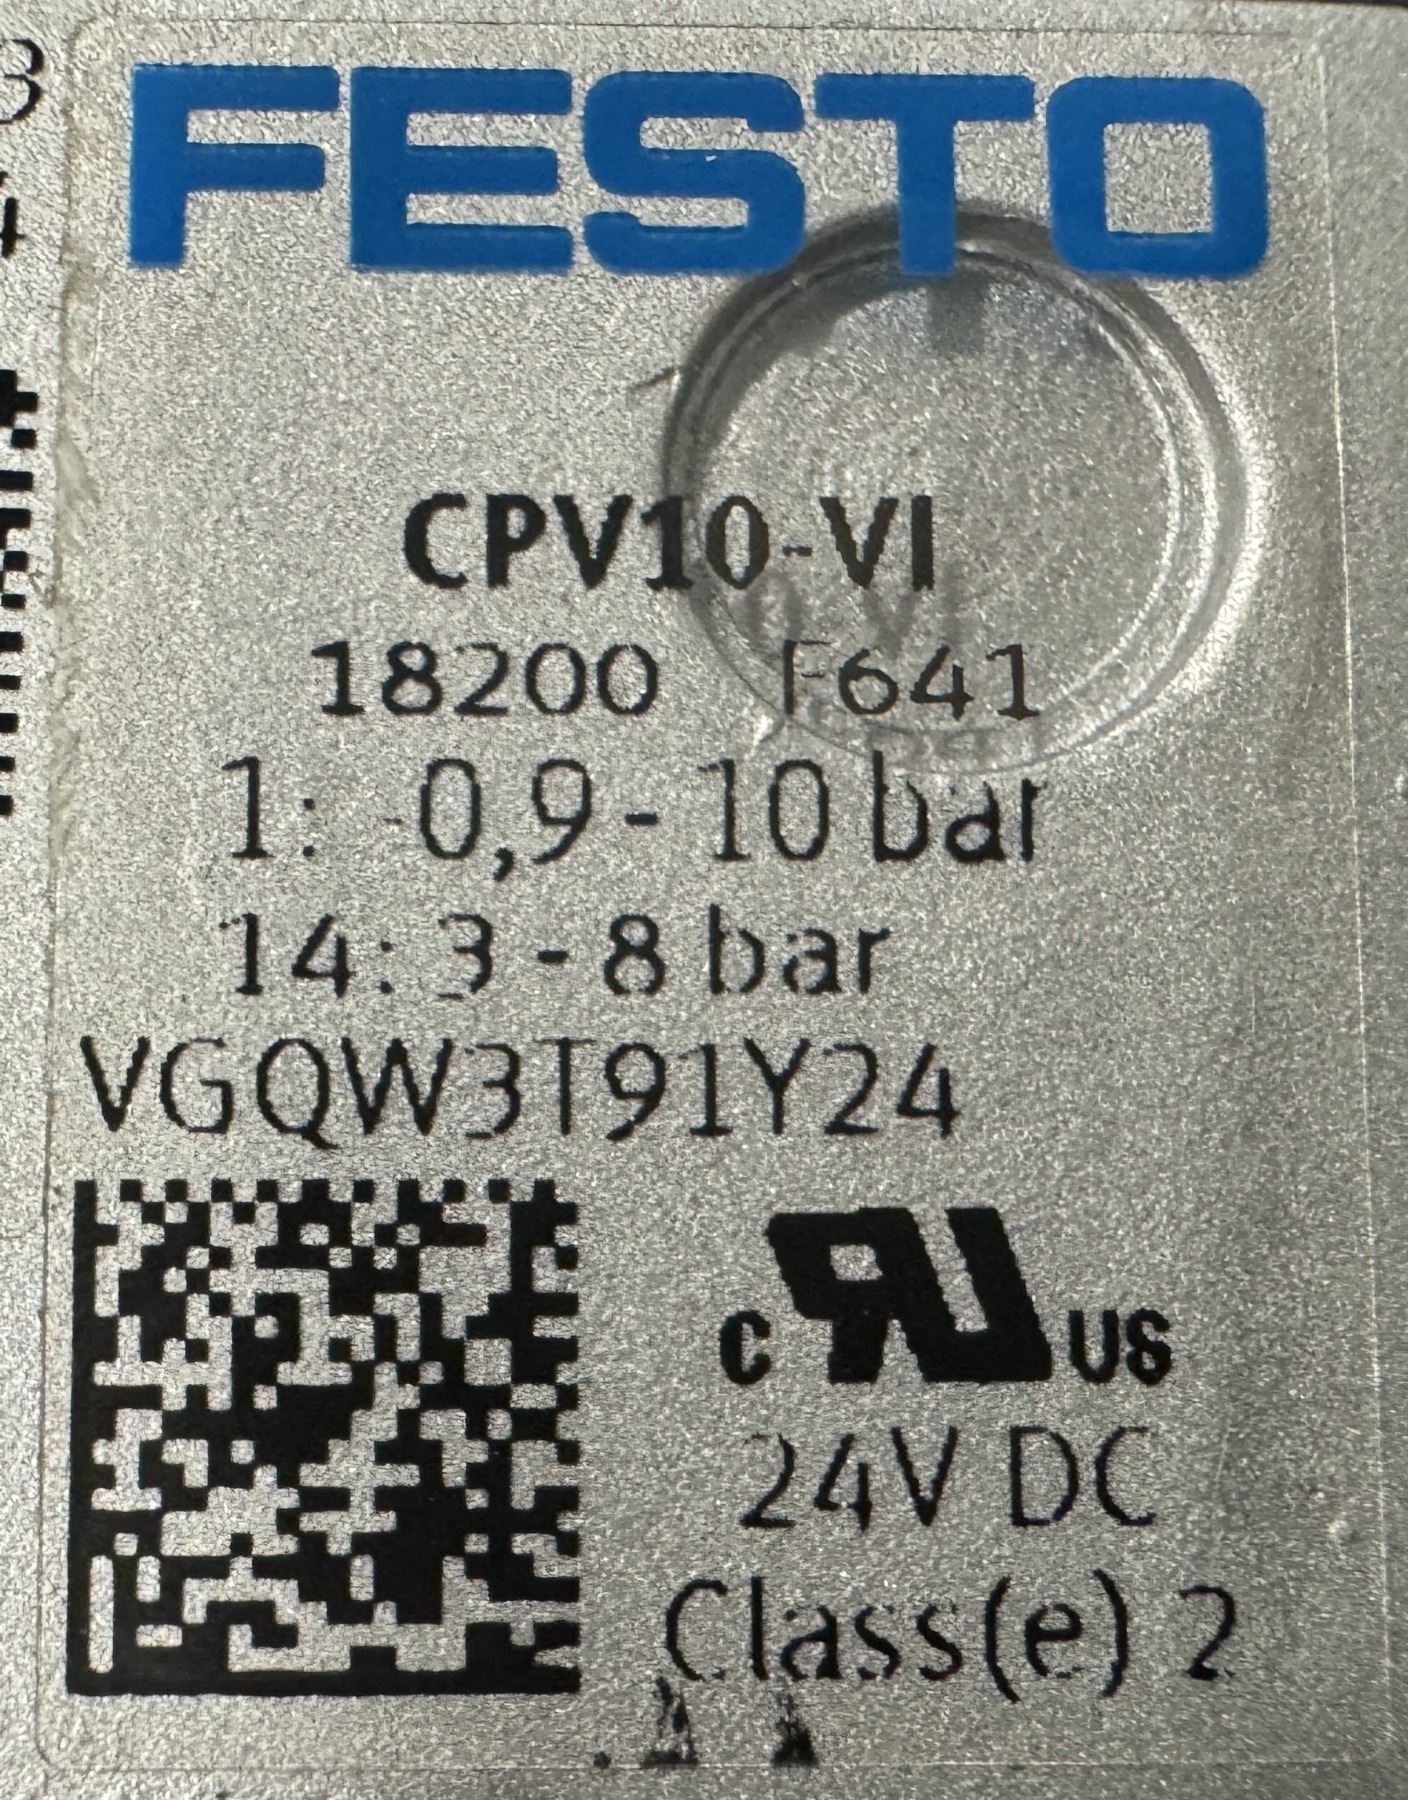 FESTO
CPV10-VI
18200 F641
1: -0,9 - 10 bar
14: 3 - 8 bar
VGQW3T91Y24
c RU US
24V DC
Class(e) 2